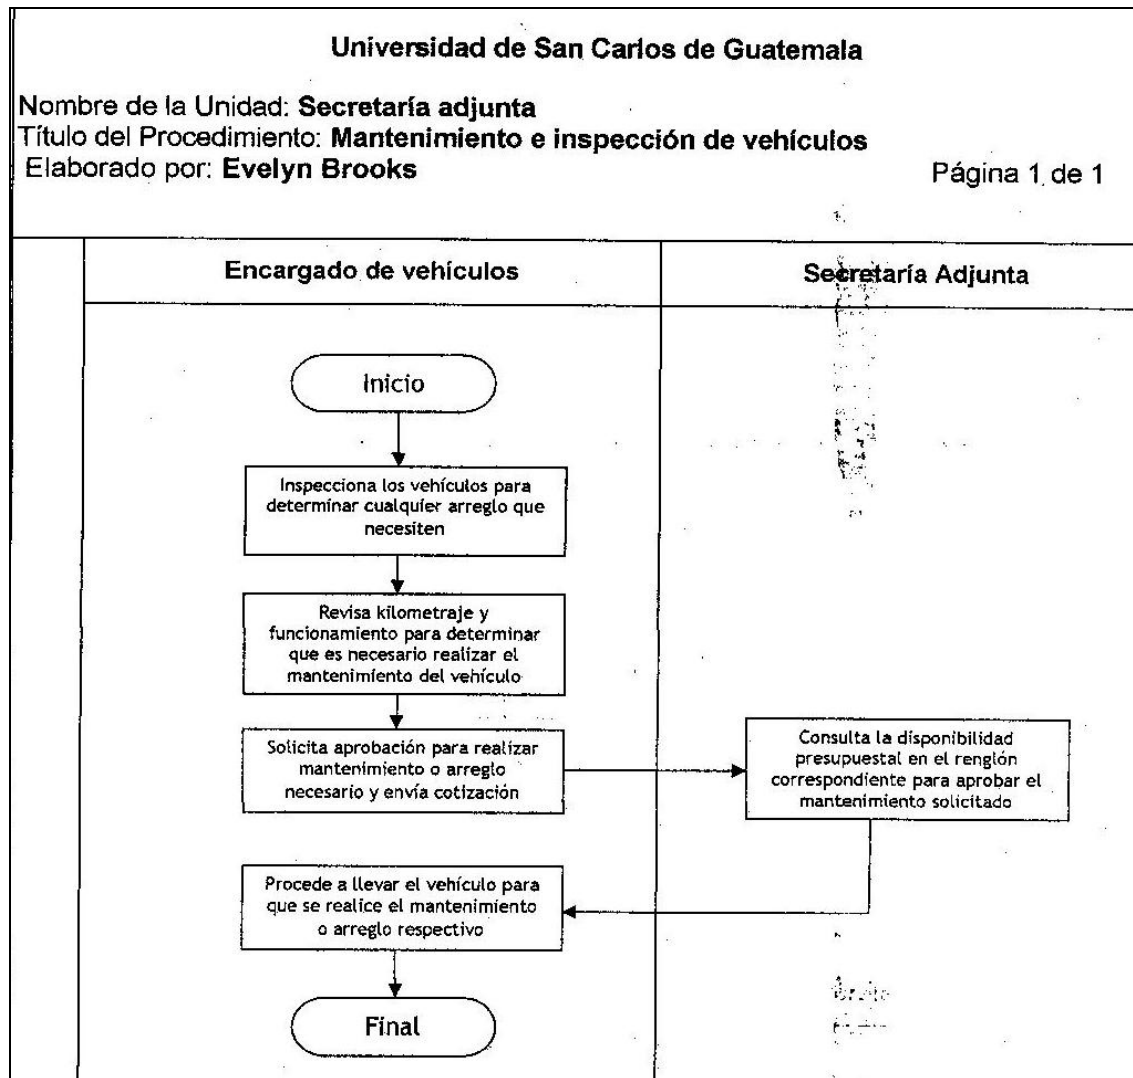 Universidad de San Carlos de Guatemala
Nombre de la Unidad: Secretaría adjunta
Título del Procedimiento: Mantenimiento e inspección de vehículos
Elaborado por: Evelyn Brooks
Página 1 de 1
Encargado de vehículos
Secretaría Adjunta
Inicio
Inspecciona los vehículos para
determinar cualquier arreglo que
necesiten
Revisa kilometraje y
funcionamiento para determinar
que es necesario realizar el
mantenimiento del vehículo
Solicita aprobación para realizar
mantenimiento o arreglo
necesario y envía cotización
Consulta la disponibilidad
presupuestal en el renglón
correspondiente para aprobar el
mantenimiento solicitado
Procede a llevar el vehículo para
que se realice el mantenimiento
o arreglo respectivo
Final